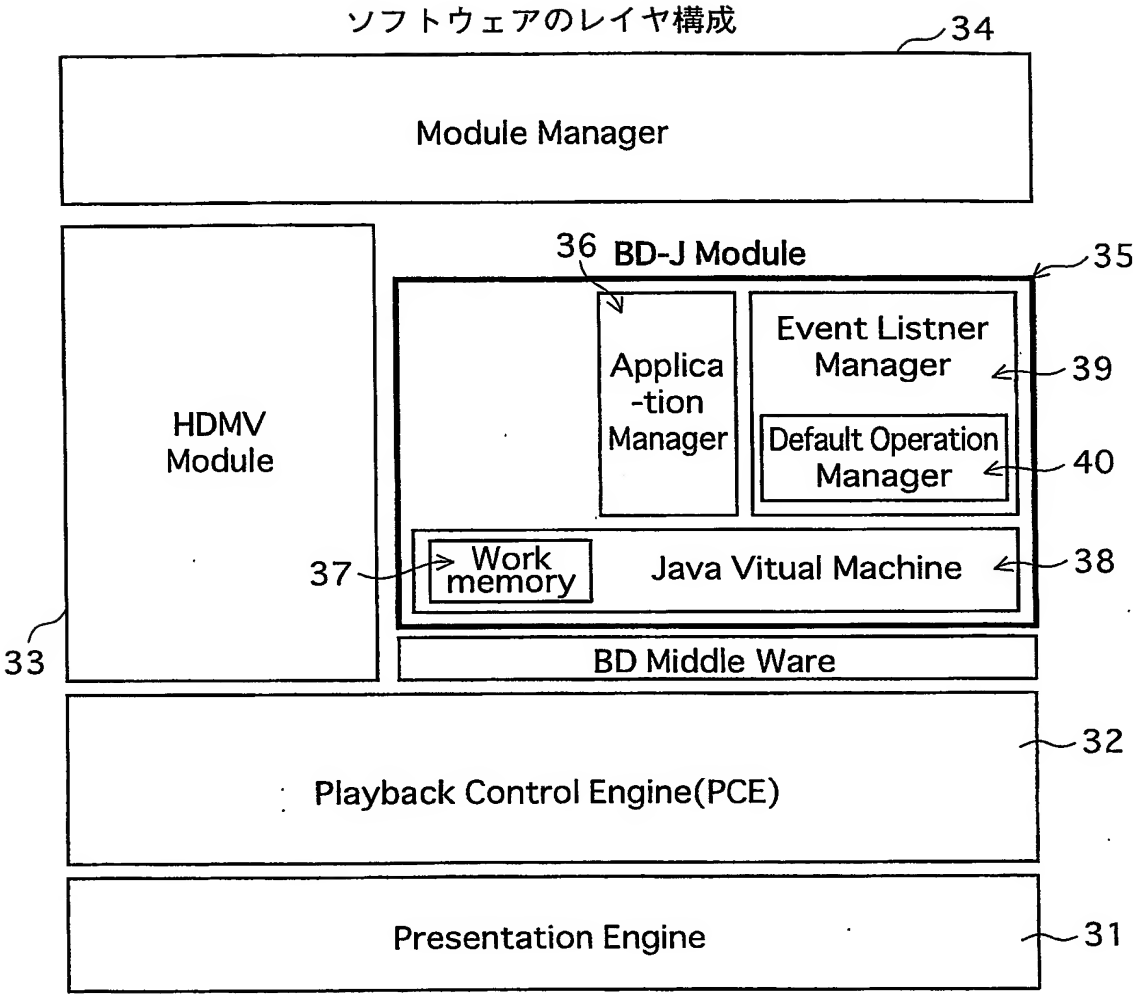 ソフトウェアのレイヤ構成
34
Module Manager
36
BD-J Module
35
HDMV
Module
Applica
-tion
Manager
Event Listner
Manager
39
Default Operation
Manager
40
37
Work
memory
Java Vitual Machine
38
33
BD Middle Ware
32
Playback Control Engine(PCE)
Presentation Engine
31